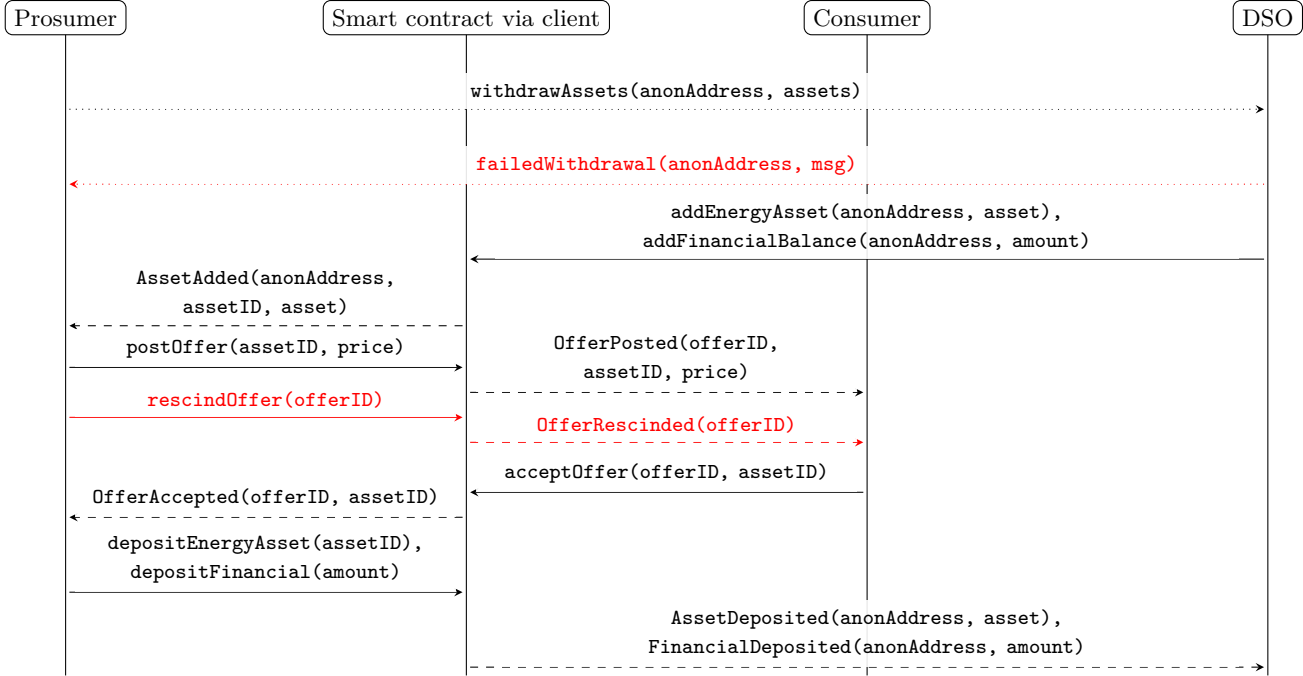 Prosumer
Smart contract via client
Consumer
DSO
withdrawAssets(anonAddress, assets)
failedWithdrawal(anonAddress, msg)
addEnergyAsset(anonAddress, asset),
addFinancialBalance(anonAddress, amount)
AssetAdded(anonAddress,
assetID, asset)
postOffer(assetID, price)
OfferPosted(offerID,
assetID, price)
rescindOffer(offerID)
OfferRescinded(offerID)
acceptOffer(offerID, assetID)
OfferAccepted(offerID, assetID)
depositEnergyAsset(assetID),
depositFinancial(amount)
AssetDeposited(anonAddress, asset),
FinancialDeposited(anonAddress, amount)